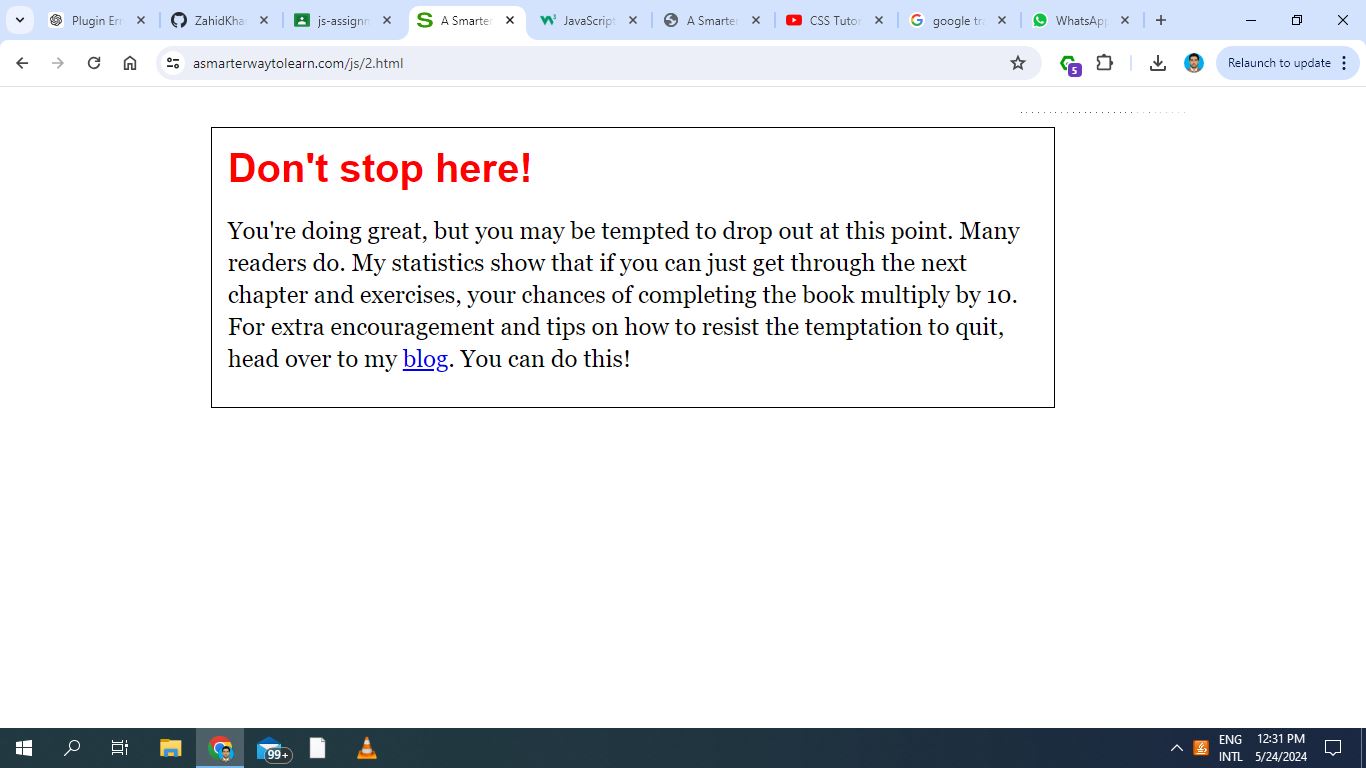 Plugin Err
ZahidKha
js-assignm
A Smarter
JavaScript
A Smarter
CSS Tutor
google tr
WhatsApp
asmarterwaytolearn.com/js/2.html
5
Relaunch to update
Don't stop here!
You're doing great, but you may be tempted to drop out at this point. Many
readers do. My statistics show that if you can just get through the next
chapter and exercises, your chances of completing the book multiply by 10.
For extra encouragement and tips on how to resist the temptation to quit,
head over to my blog. You can do this!
99+
ENG
INTL
12:31 PM
5/24/2024